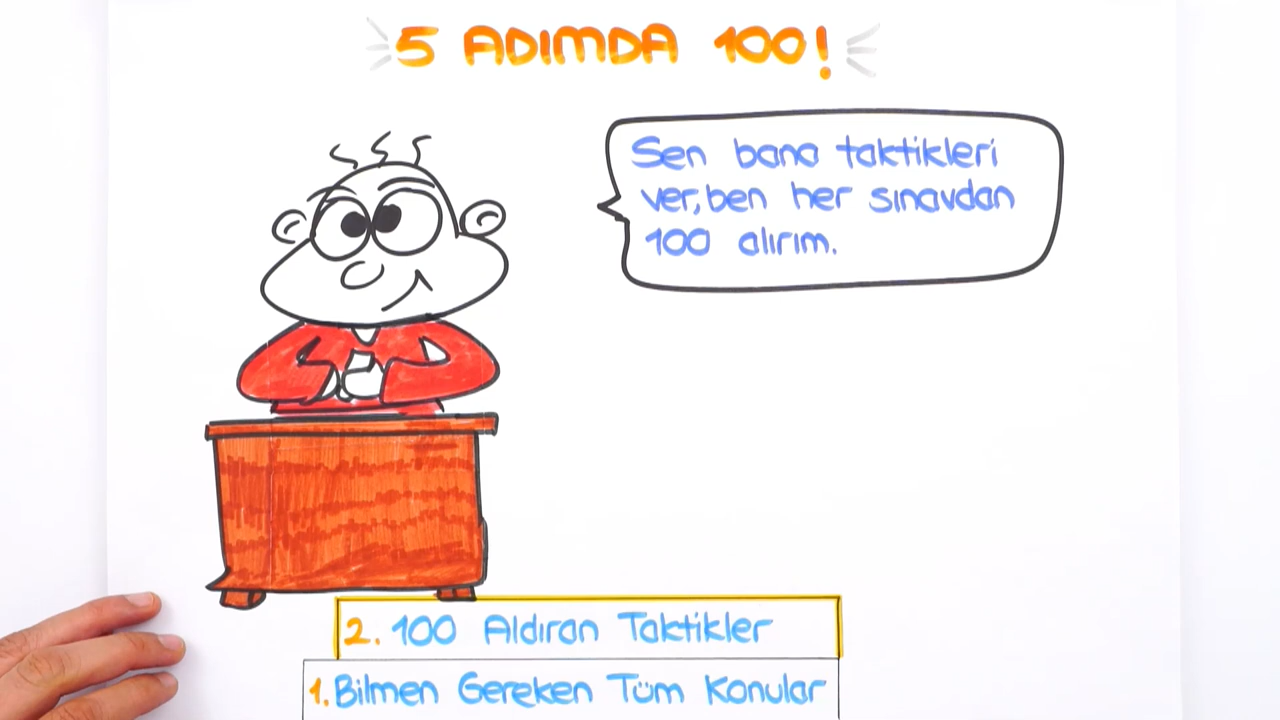 5 ADIMDA 100!
Sen bana taktikleri
ver, ben her sınavdan
100 alırım.
2. 100 Aldıran Taktikler
1. Bilmen Gereken Tüm Konular